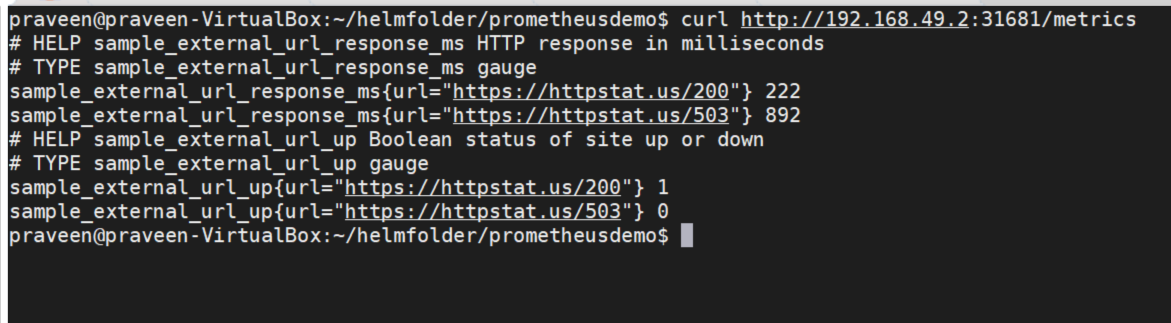 praveen@praveen-VirtualBox:~/helmfolder/prometheusdemo$ curl http://192.168.49.2:31681/metrics
# HELP sample_external_url_response_ms HTTP response in milliseconds
# TYPE sample_external_url_response_ms gauge
sample_external_url_response_ms{url="https://httpstat.us/200"} 222
sample_external_url_response_ms{url="https://httpstat.us/503"} 892
# HELP sample_external_url_up Boolean status of site up or down
# TYPE sample_external_url_up gauge
sample_external_url_up{url="https://httpstat.us/200"} 1
sample_external_url_up{url="https://httpstat.us/503"} 0
praveen@praveen-VirtualBox:~/helmfolder/prometheusdemo$